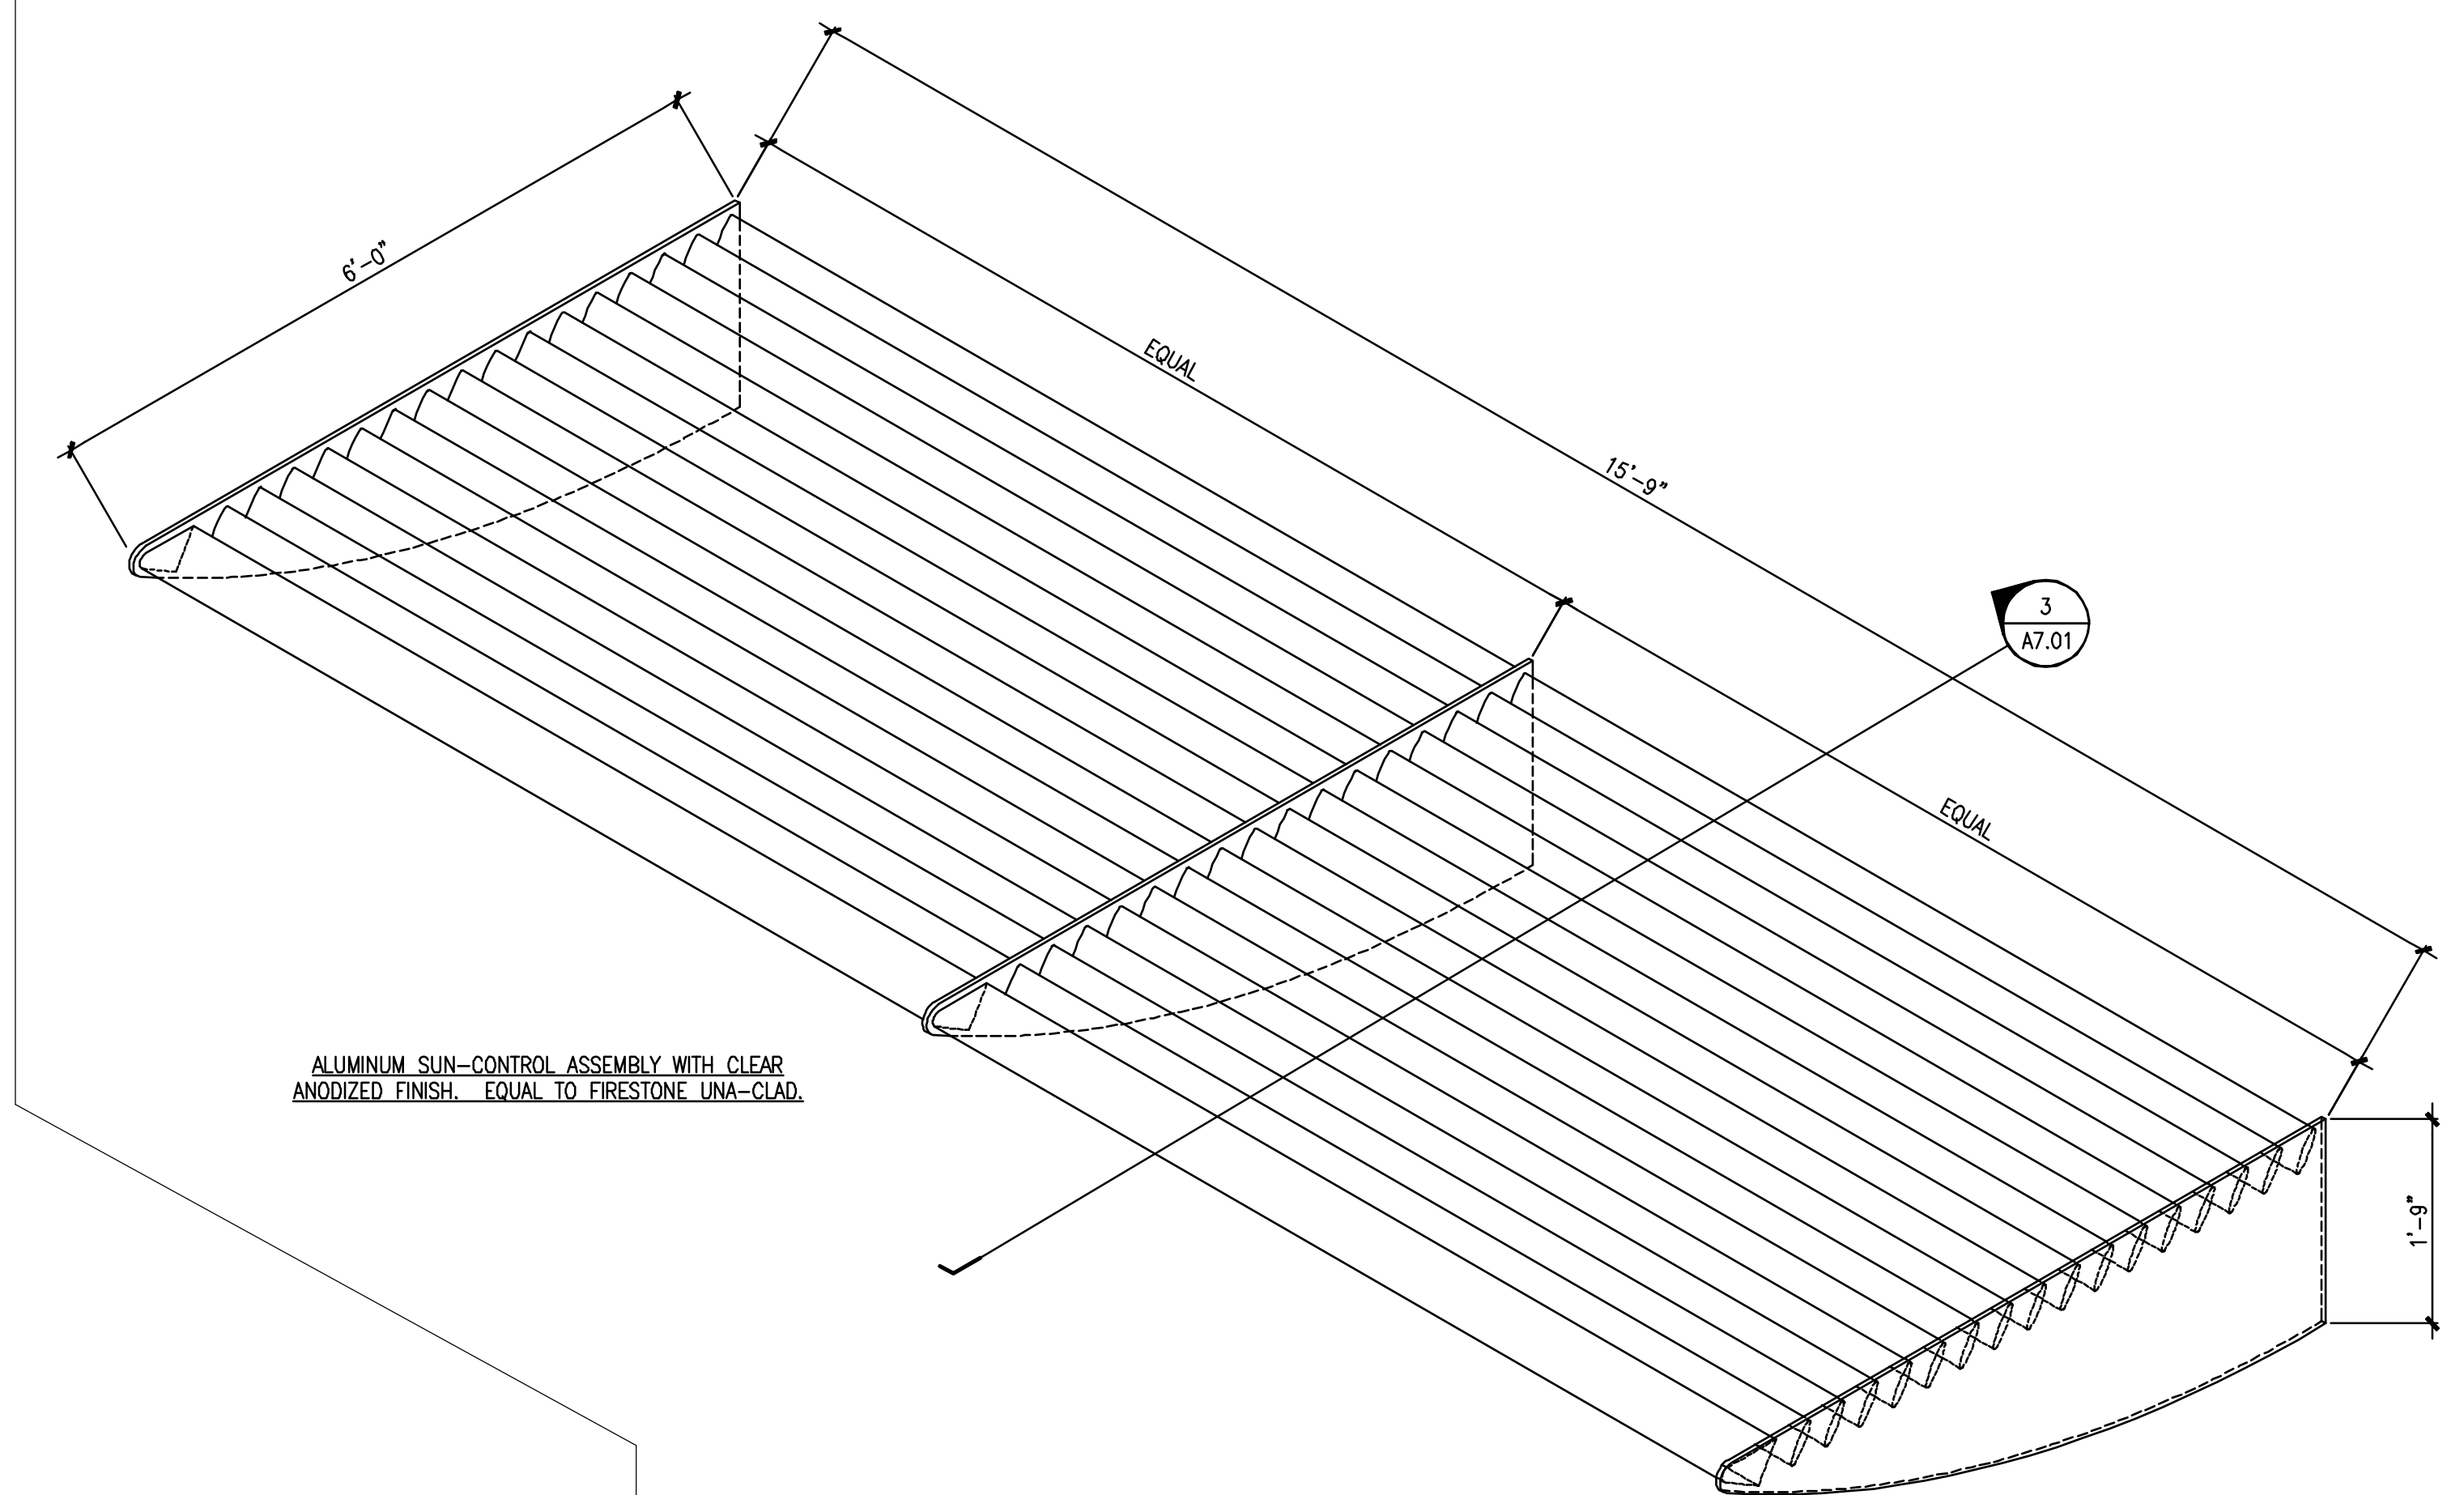 6'-0"
EQUAL
15'-9"
3
A7.01
EQUAL
ALUMINUM SUN-CONTROL ASSEMBLY WITH CLEAR
ANODIZED FINISH. EQUAL TO FIRESTONE UNA-CLAD.
1'-9"